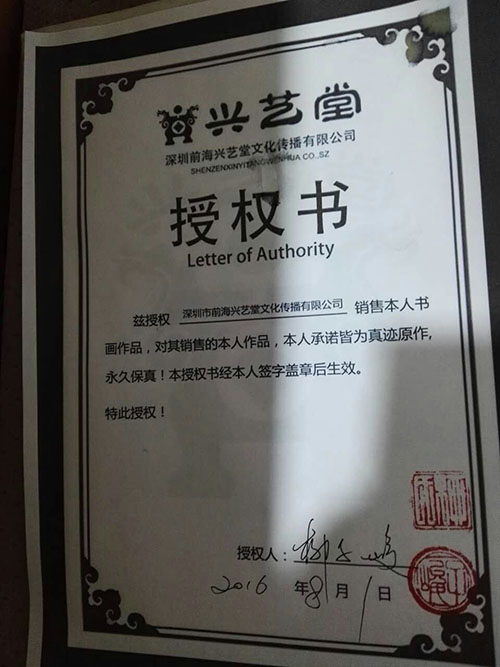 兴艺堂
深圳前海兴艺堂文化传播有限公司
SHENZENXINYITANGWENHUA CO.,SZ
授权书
Letter of Authority
兹授权 深圳市前海兴艺堂文化传播有限公司 销售本人书
画作品，对其销售的本人作品，本人承诺皆为真迹原作，
永久保真！本授权书经本人签字盖章后生效。
特此授权！
授权人：
2016 年 8 月 1 日